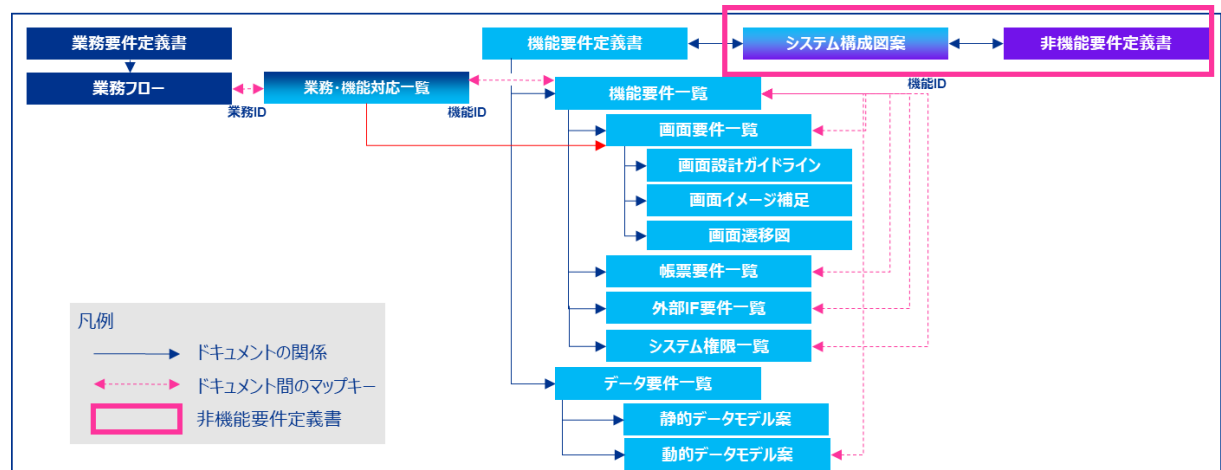 業務要件定義書
機能要件定義書
システム構成図案
非機能要件定義書
業務フロー
業務・機能対応一覧
業務ID
機能ID
機能要件一覧
機能ID
画面要件一覧
画面設計ガイドライン
画面イメージ補足
画面遷移図
帳票要件一覧
外部IF要件一覧
システム権限一覧
データ要件一覧
静的データモデル案
動的データモデル案
凡例
ドキュメントの関係
ドキュメント間のマップキー
非機能要件定義書